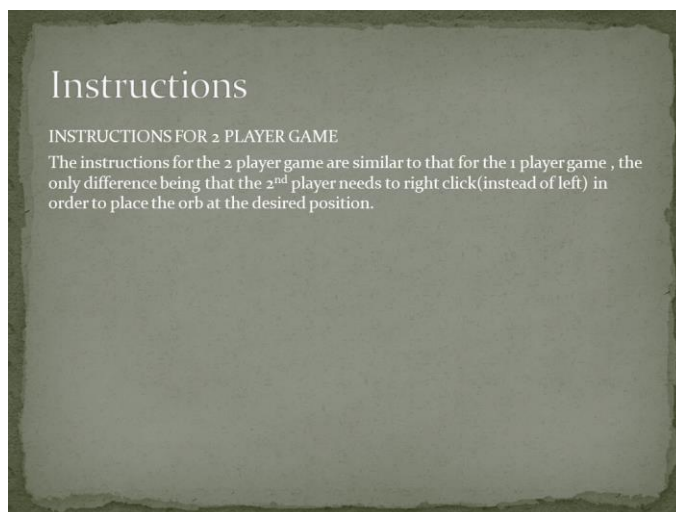 Instructions
INSTRUCTIONS FOR 2 PLAYER GAME
The instructions for the 2 player game are similar to that for the 1 player game , the
only difference being that the 2nd player needs to right click(instead of left) in
order to place the orb at the desired position.